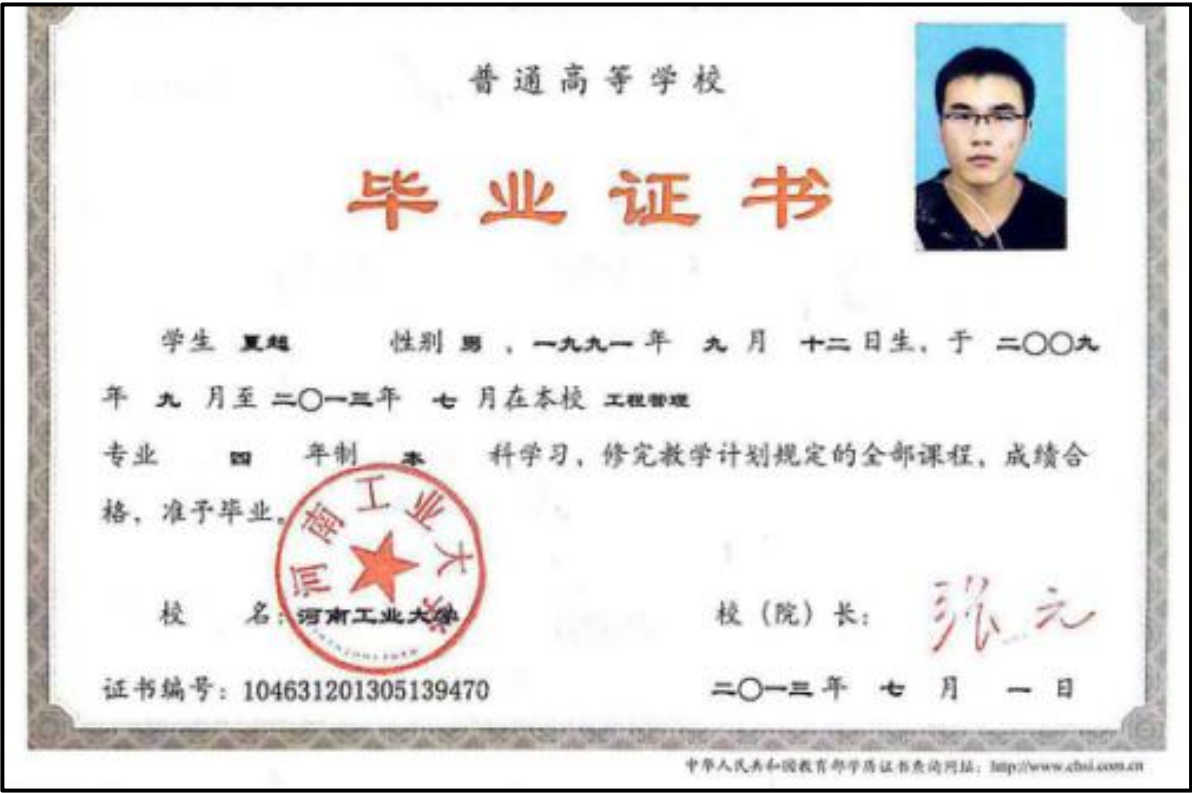 普通高等学校
毕业证书
学生 夏超 性别 男 ，一九九一 年 九 月 十二 日生，于 二〇〇九
年 九 月至 二〇一三年 七 月在本校 工程管理
专业 四 年制 本 科学习，修完教学计划规定的全部课程，成绩合
格，准予毕业。
河南工业大学
校 名：河南工业大学
校（院）长： 张元
证书编号：104631201305139470
二〇一三 年 七 月 一 日
中华人民共和国教育部学历证书查询网址：http://www.chsi.com.cn